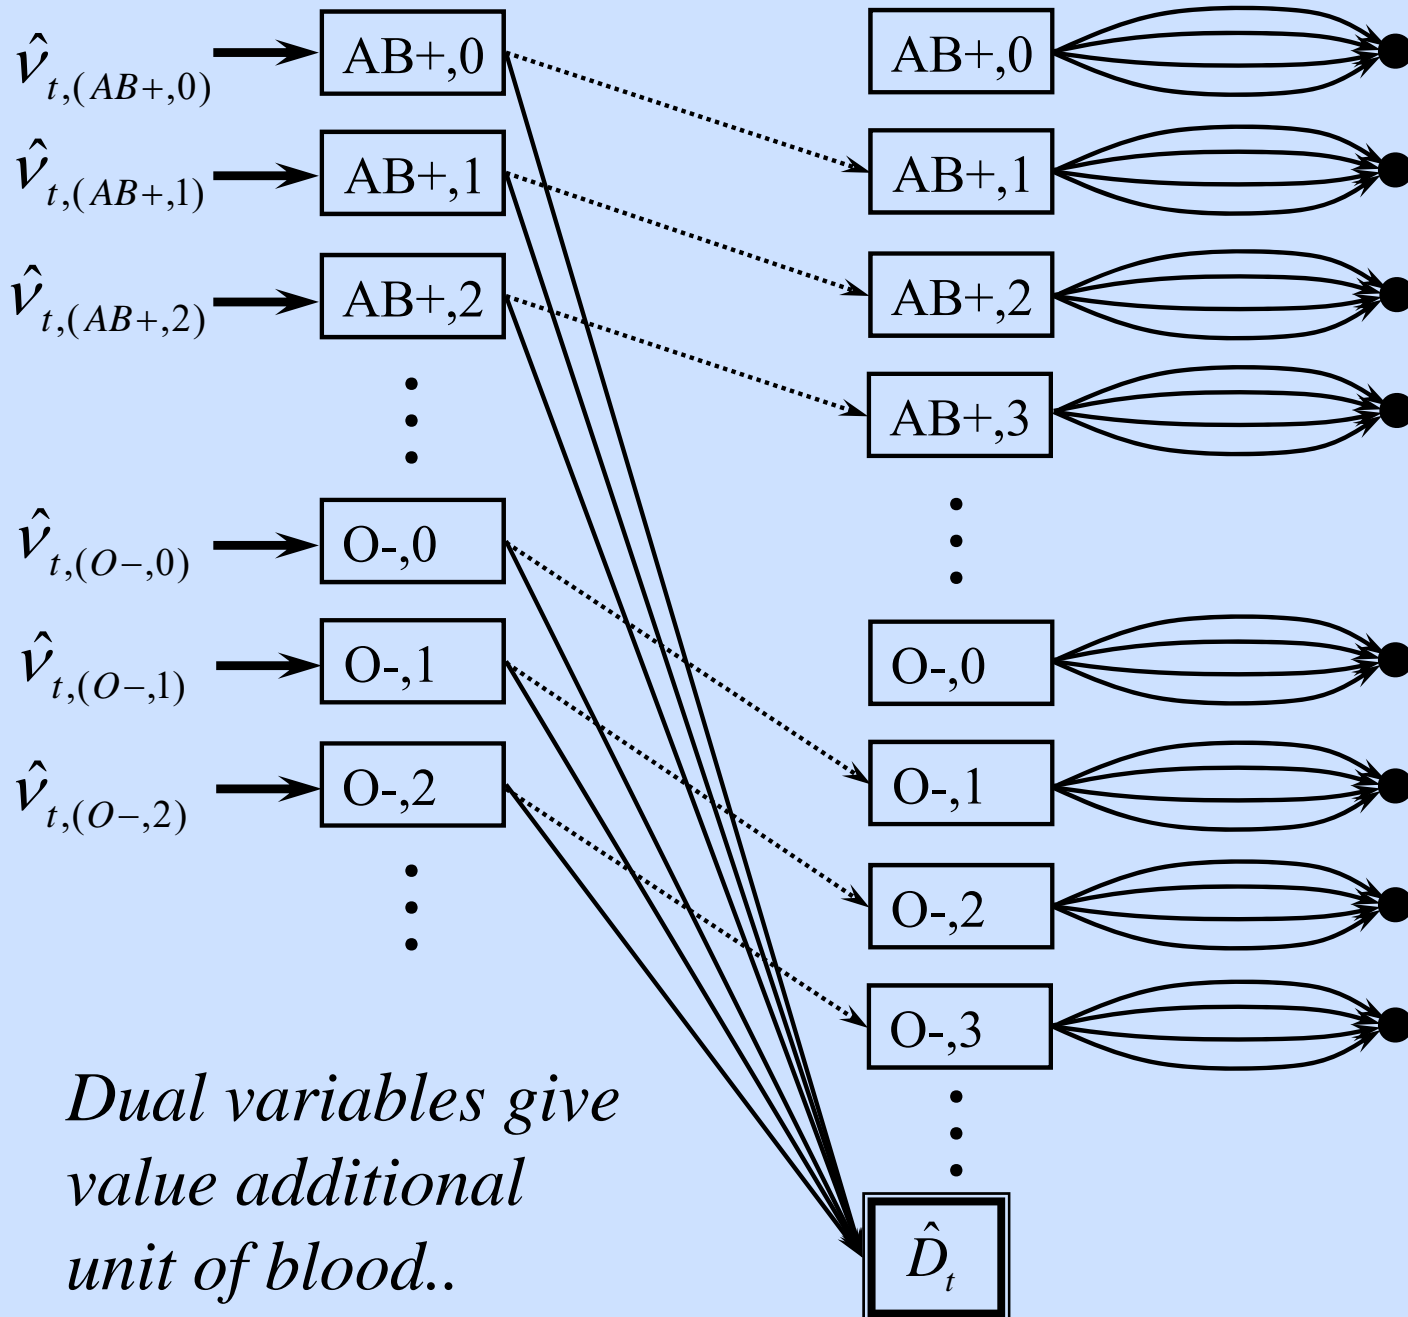 ν̂_{t,(AB+,0)} AB+,0 AB+,0
ν̂_{t,(AB+,1)} AB+,1 AB+,1
ν̂_{t,(AB+,2)} AB+,2 AB+,2
AB+,3
ν̂_{t,(O−,0)} O-,0
ν̂_{t,(O−,1)} O-,1 O-,0
ν̂_{t,(O−,2)} O-,2 O-,1
O-,2
O-,3
Dual variables give
value additional
unit of blood..
D̂_t